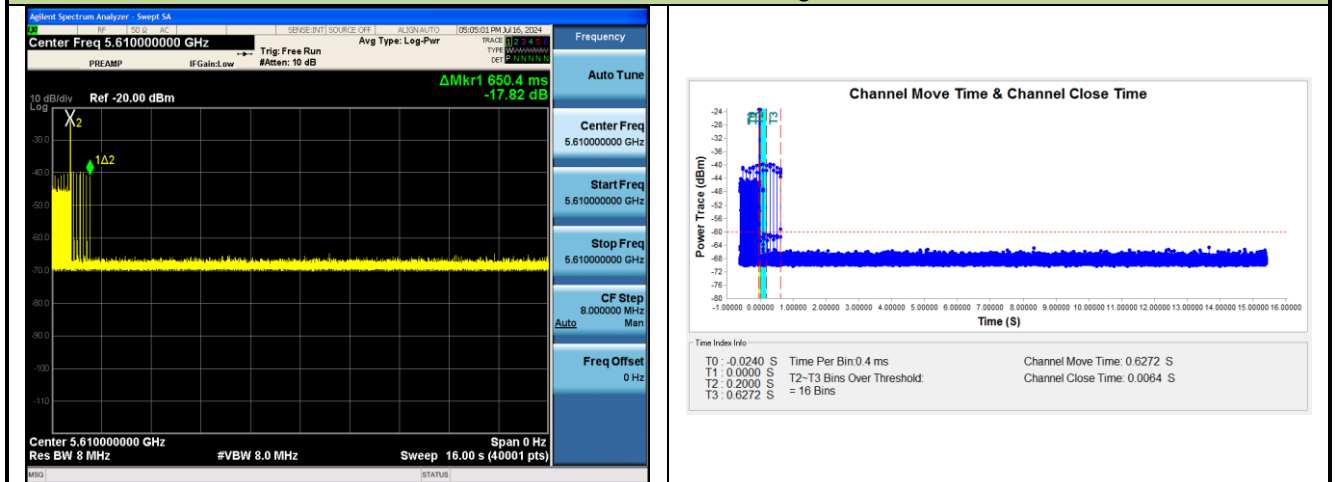 Agilent Spectrum Analyzer - Swept SA
RF 50 Ω AC SENSE:INT SOURCE OFF ALIGN AUTO 05:05:01 PM Jul 16, 2024
Center Freq 5.610000000 GHz
PREAMP
IFGain:Low
Trig: Free Run
#Atten: 10 dB
Avg Type: Log-Pwr
TRACE 1 2 3 4 5 6
TYPE
DET P N N N N N
ΔMkr1 650.4 ms
-17.82 dB
10 dB/div Ref -20.00 dBm
Log
2
1Δ2
-30.0
-40.0
-50.0
-60.0
-70.0
-80.0
-90.0
-100
-110
Center 5.610000000 GHz Span 0 Hz
Res BW 8 MHz #VBW 8.0 MHz Sweep 16.00 s (40001 pts)
MSG STATUS
Frequency
Auto Tune
Center Freq
5.610000000 GHz
Start Freq
5.610000000 GHz
Stop Freq
5.610000000 GHz
CF Step
8.000000 MHz
Auto Man
Freq Offset
0 Hz
Channel Move Time & Channel Close Time
T3
Power Trace (dBm)
-24
-28
-32
-36
-40
-44
-48
-52
-56
-60
-64
-68
-72
-76
-80
-1.00000 0.00000 1.00000 2.00000 3.00000 4.00000 5.00000 6.00000 7.00000 8.00000 9.00000 10.00000 11.00000 12.00000 13.00000 14.00000 15.00000 16.00000
Time (S)
Time Index Info
T0 : -0.0240 S
T1 : 0.0000 S
T2 : 0.2000 S
T3 : 0.6272 S
Time Per Bin:0.4 ms
T2~T3 Bins Over Threshold:
= 16 Bins
Channel Move Time: 0.6272 S
Channel Close Time: 0.0064 S